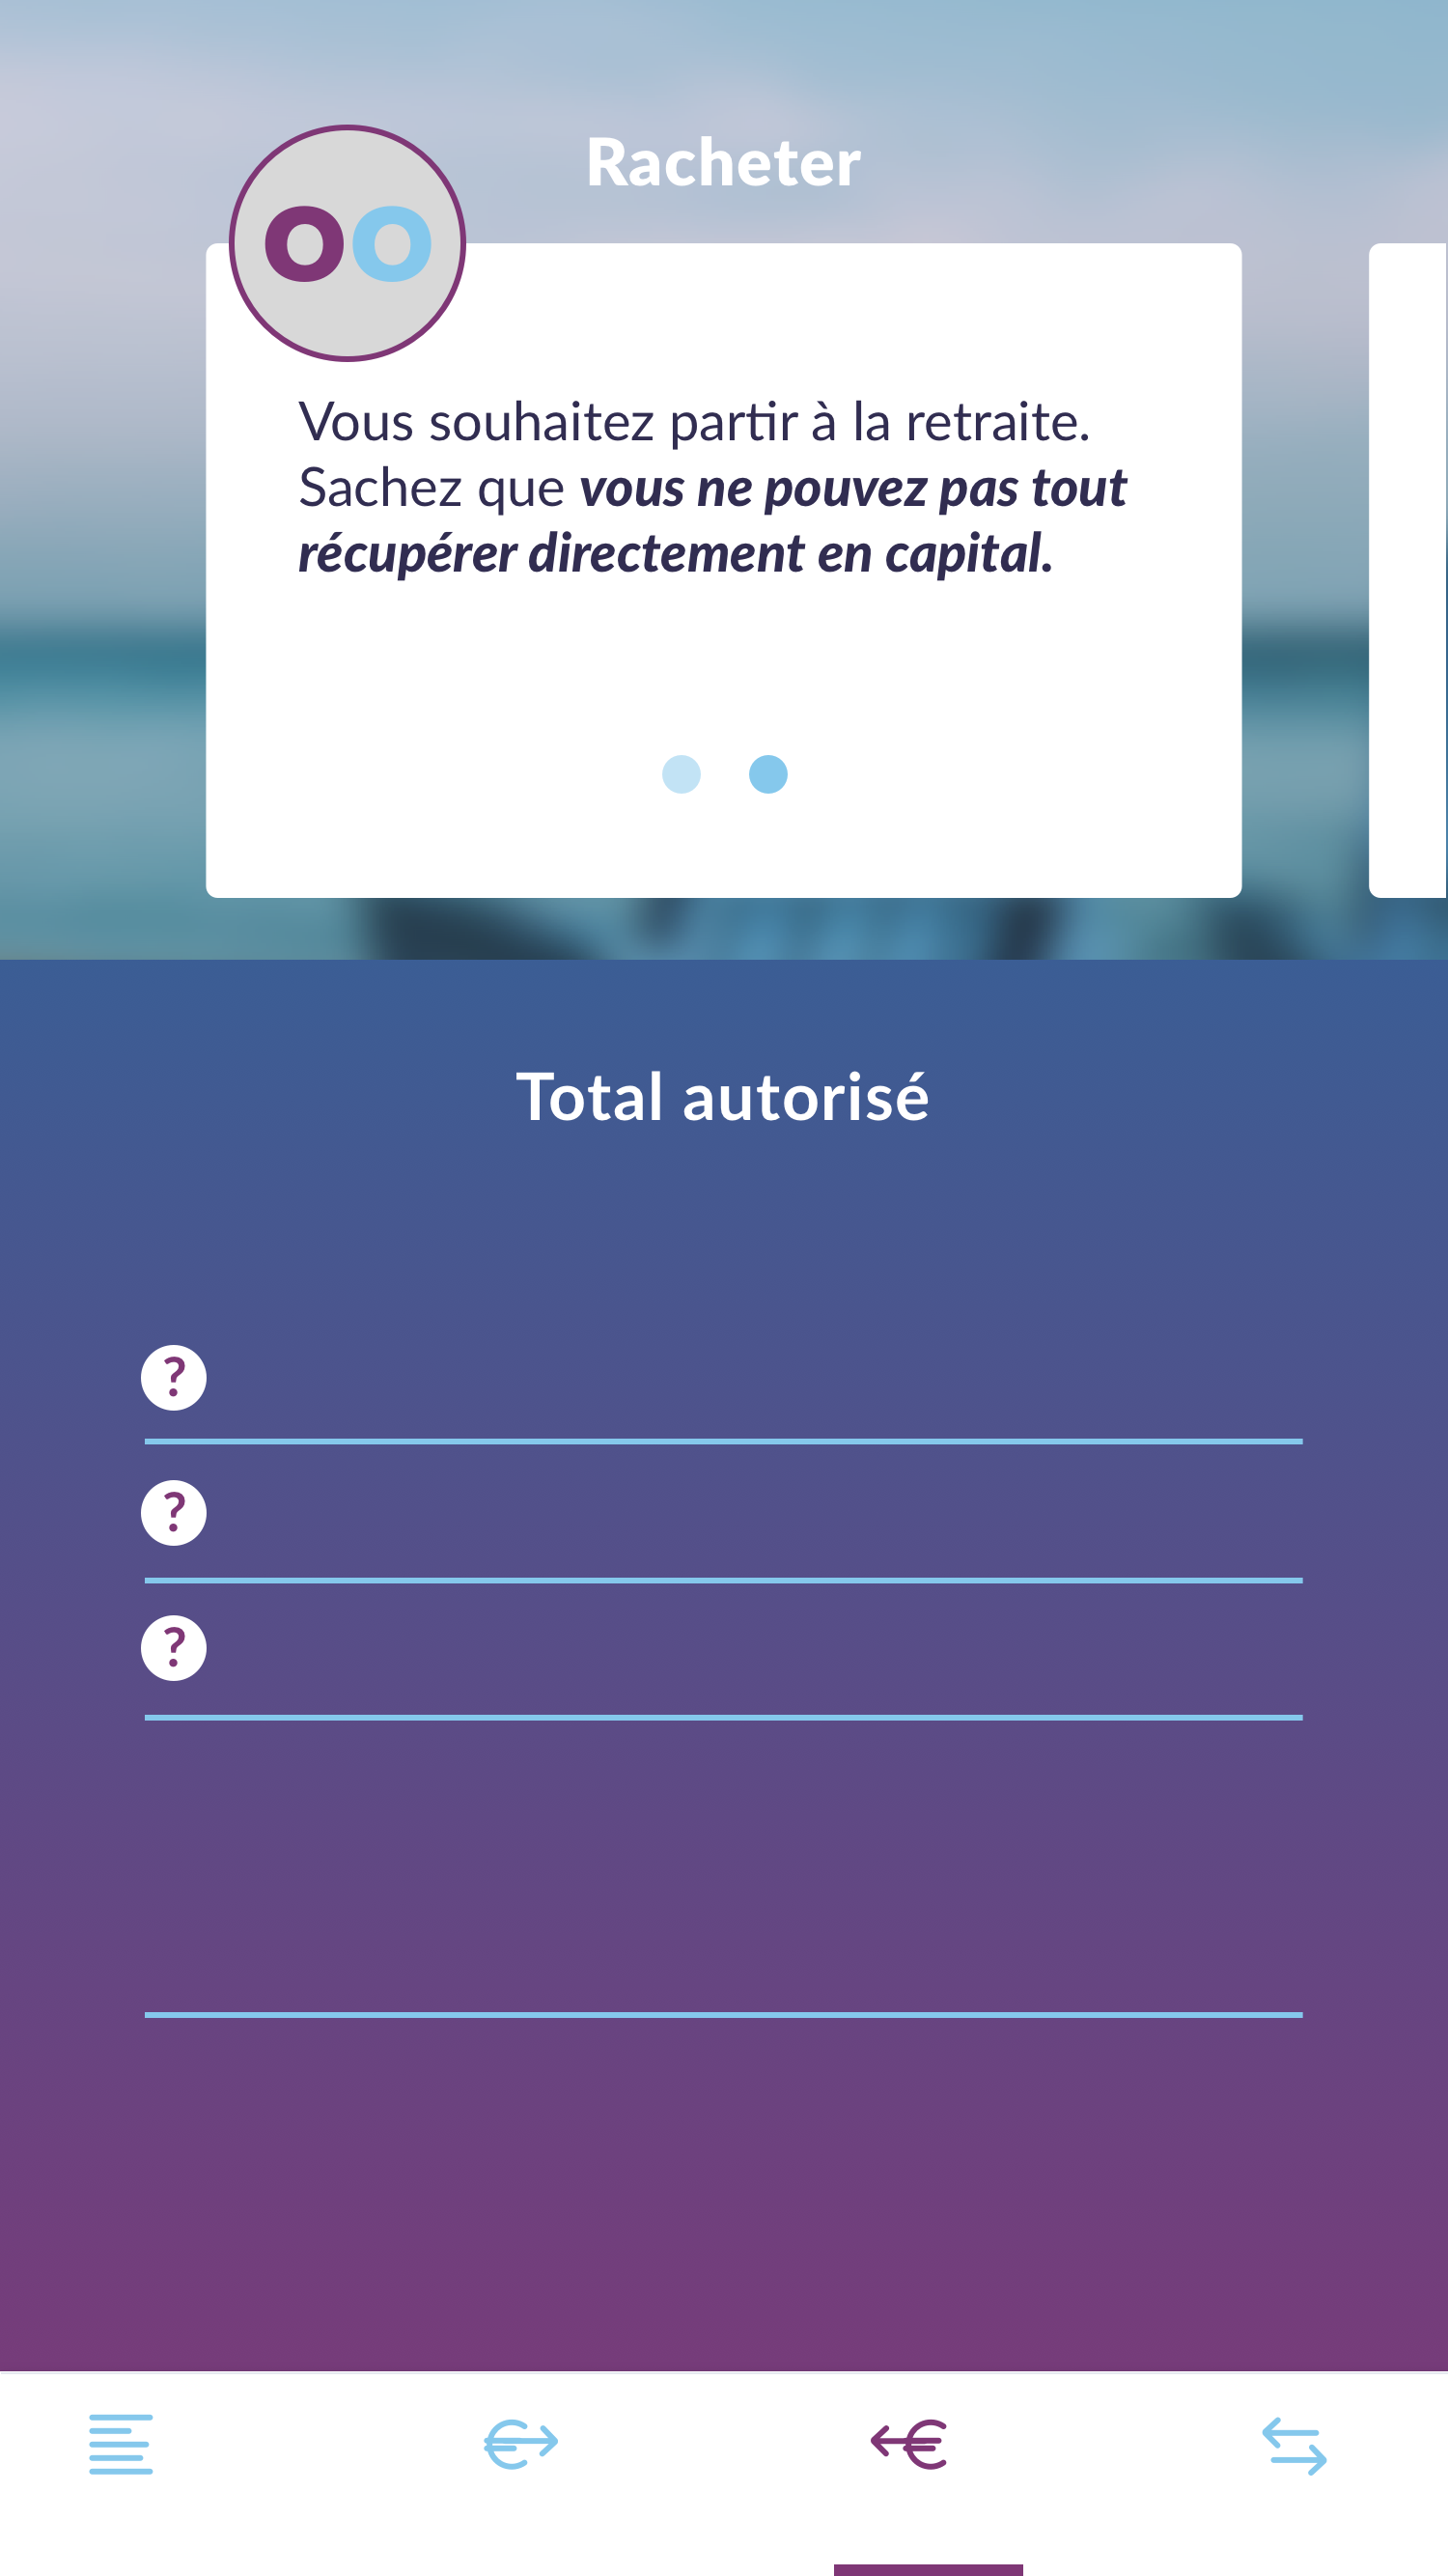 Racheter
oo
Vous souhaitez partir à la retraite.
Sachez que vous ne pouvez pas tout
récupérer directement en capital.
Total autorisé
?
?
?